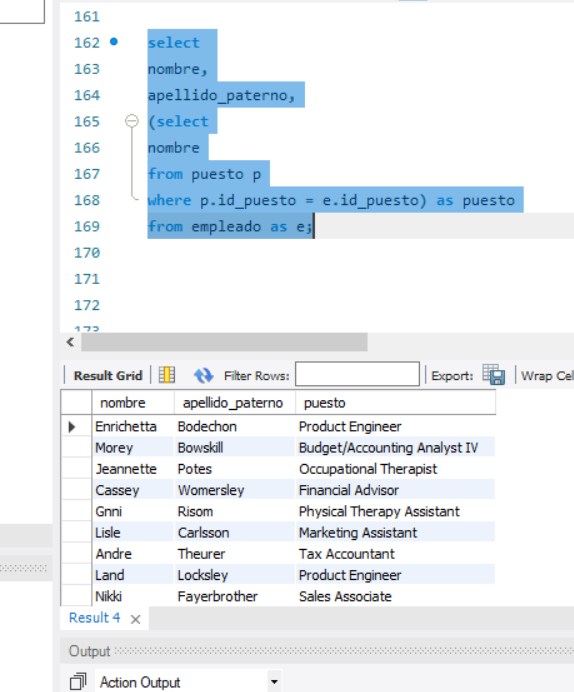 161
162 select
163 nombre,
164 apellido_paterno,
165 (select
166 nombre
167 from puesto p
168 where p.id_puesto = e.id_puesto) as puesto
169 from empleado as e;
170
171
172
173
Result Grid Filter Rows: Export: Wrap Cel
nombre apellido_paterno puesto
Enrichetta Bodechon Product Engineer
Morey Bowskill Budget/Accounting Analyst IV
Jeannette Potes Occupational Therapist
Cassey Womersley Financial Advisor
Gnni Risom Physical Therapy Assistant
Lisle Carlsson Marketing Assistant
Andre Theurer Tax Accountant
Land Locksley Product Engineer
Nikki Fayerbrother Sales Associate
Result 4
Output
Action Output